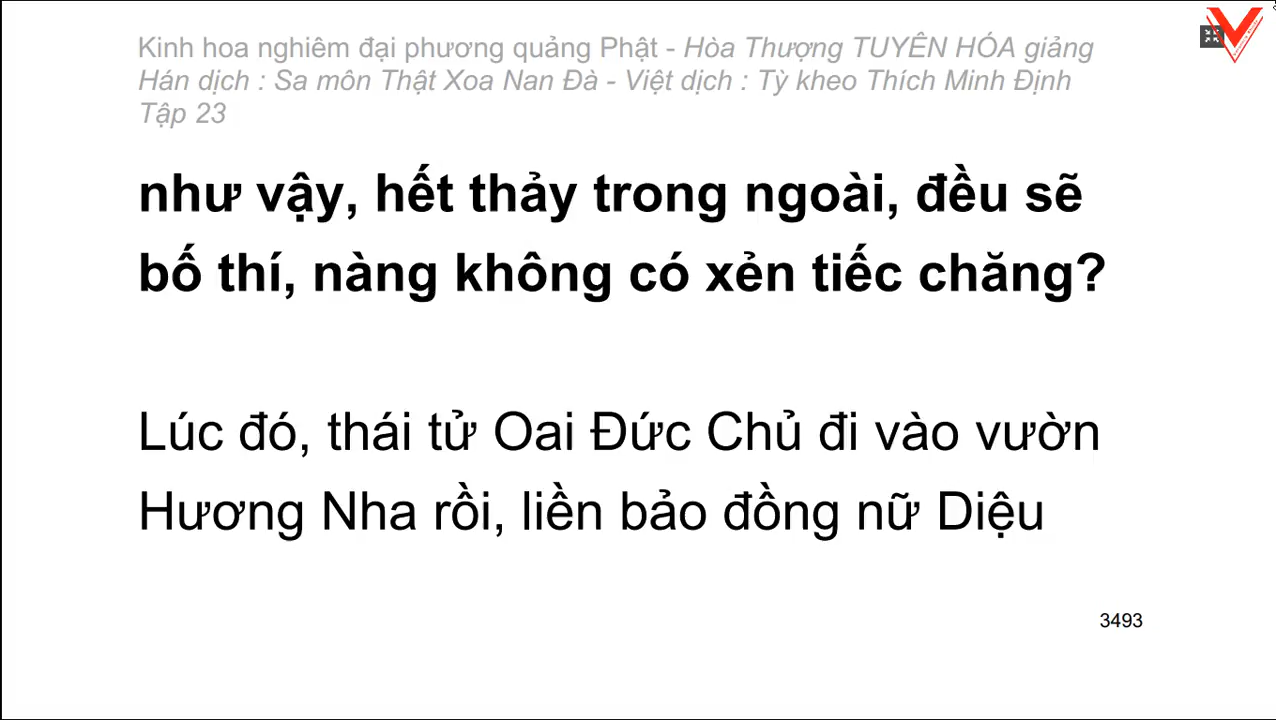 Kinh hoa nghiêm đại phương quảng Phật - Hòa Thượng TUYÊN HÓA giảng
Hán dịch : Sa môn Thật Xoa Nan Đà - Việt dịch : Tỳ kheo Thích Minh Định
Tập 23
như vậy, hết thảy trong ngoài, đều sẽ
bố thí, nàng không có xẻn tiếc chăng?
Lúc đó, thái tử Oai Đức Chủ đi vào vườn
Hương Nha rồi, liền bảo đồng nữ Diệu
3493